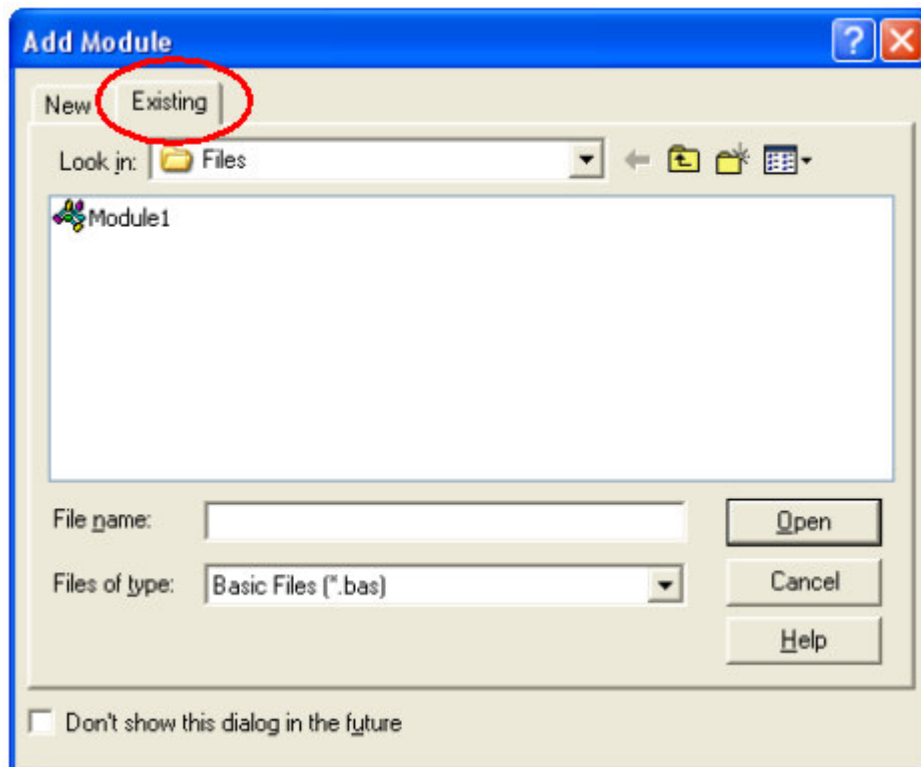 Add Module
New
Existing
Look in: Files
Module1
File name:
Open
Files of type: Basic Files (*.bas)
Cancel
Help
Don't show this dialog in the future